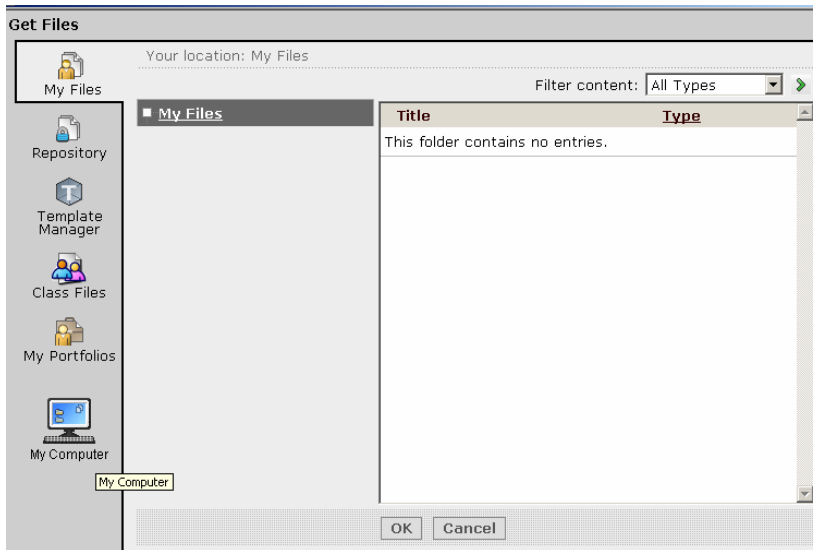 Get Files
Your location: My Files
My Files
Filter content: All Types
My Files
Title Type
This folder contains no entries.
Repository
Template
Manager
Class Files
My Portfolios
My Computer
My Computer
OK Cancel